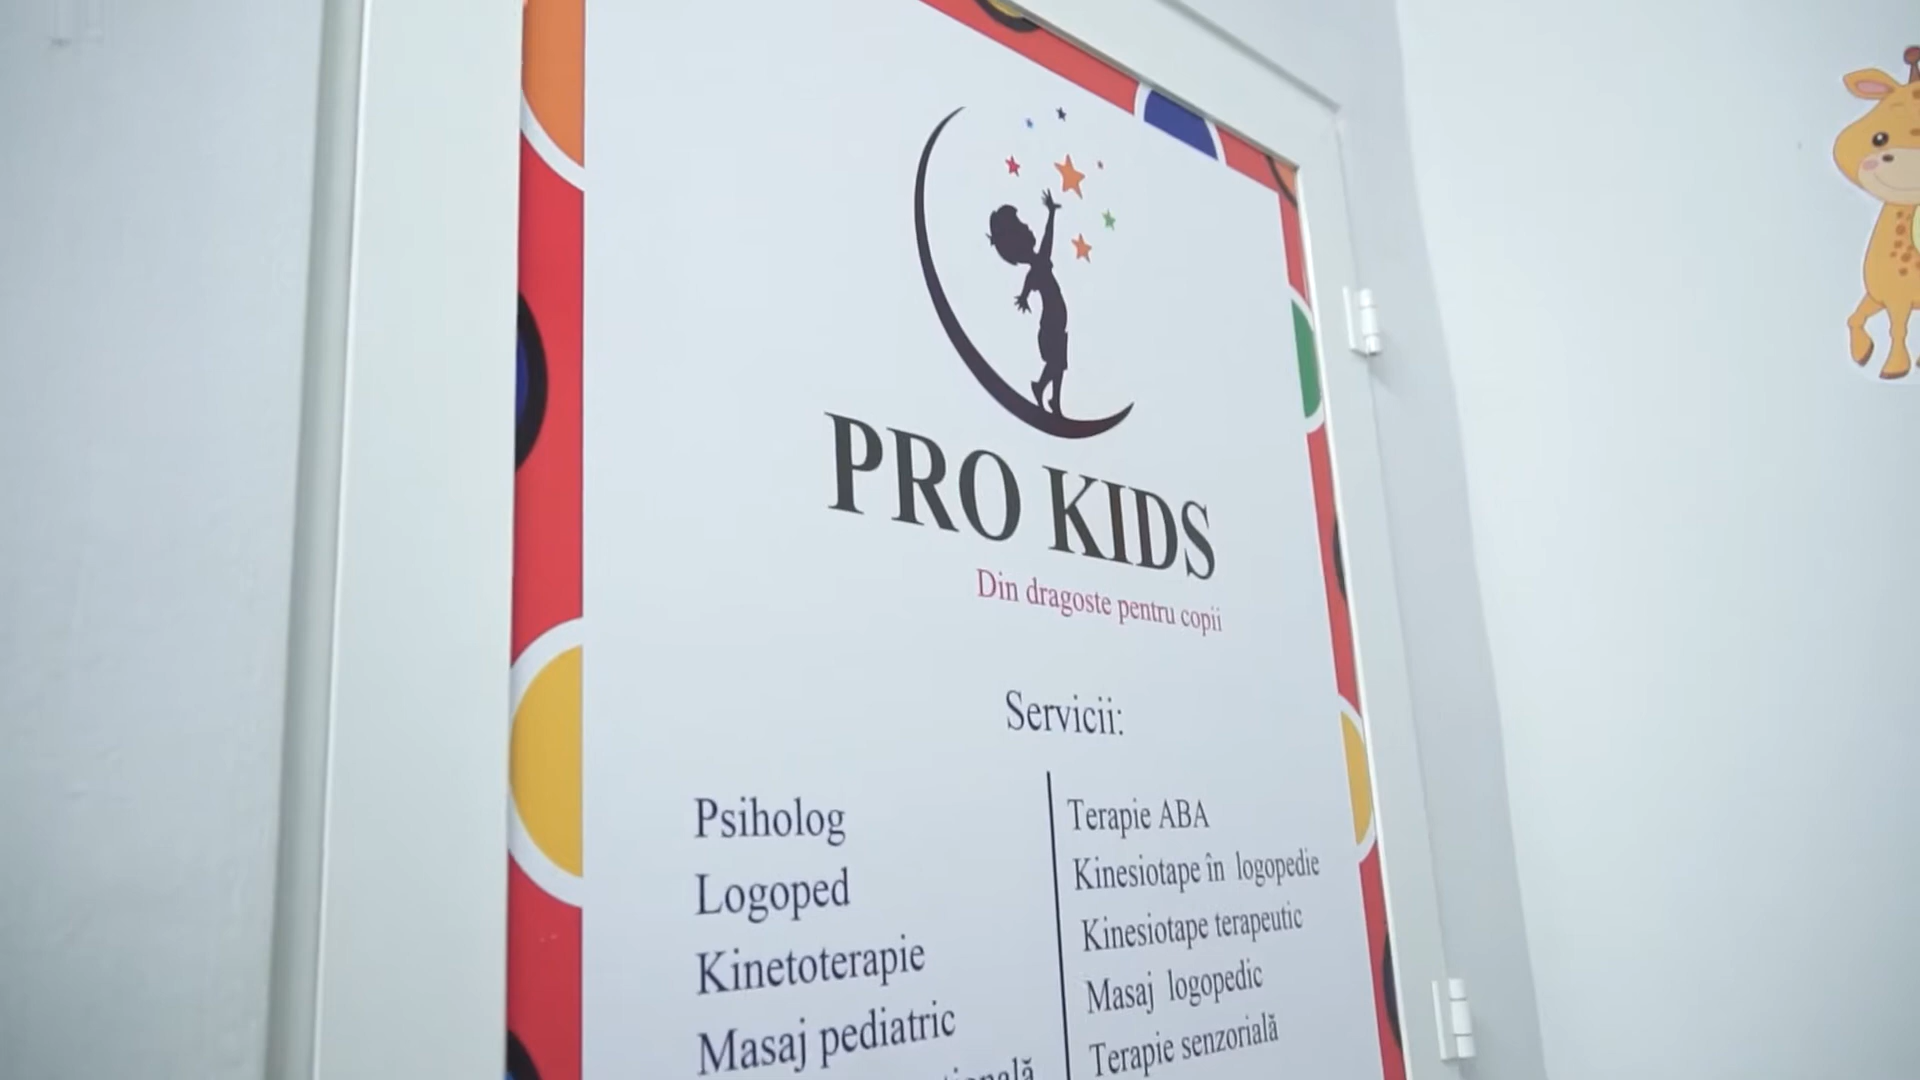 PRO KIDS
Din dragoste pentru copii
Servicii:
Psiholog
Logoped
Kinetoterapie
Masaj pediatric
Terapie ABA
Kinesiotape în logopedie
Kinesiotape terapeutic
Masaj logopedic
Terapie senzorială